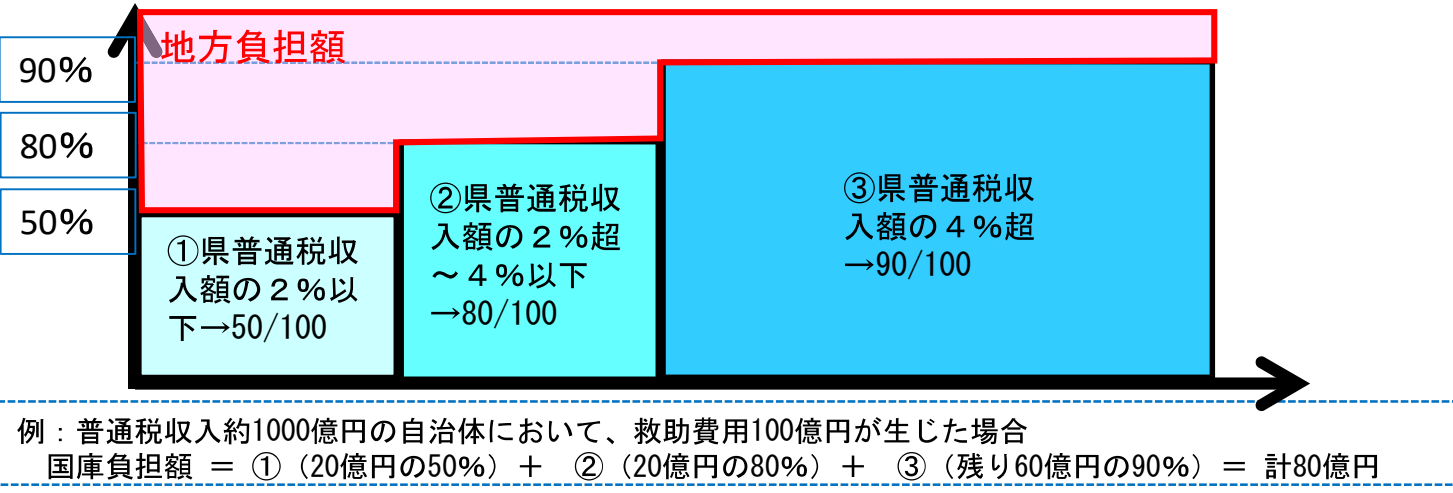 地方負担額
90%
80%
50%
①県普通税収
入額の２％以
下→50/100
②県普通税収
入額の２％超
～４％以下
→80/100
③県普通税収
入額の４％超
→90/100
例：普通税収入約1000億円の自治体において、救助費用100億円が生じた場合
国庫負担額 ＝ ①（20億円の50％）＋ ②（20億円の80％）＋ ③（残り60億円の90％）＝ 計80億円